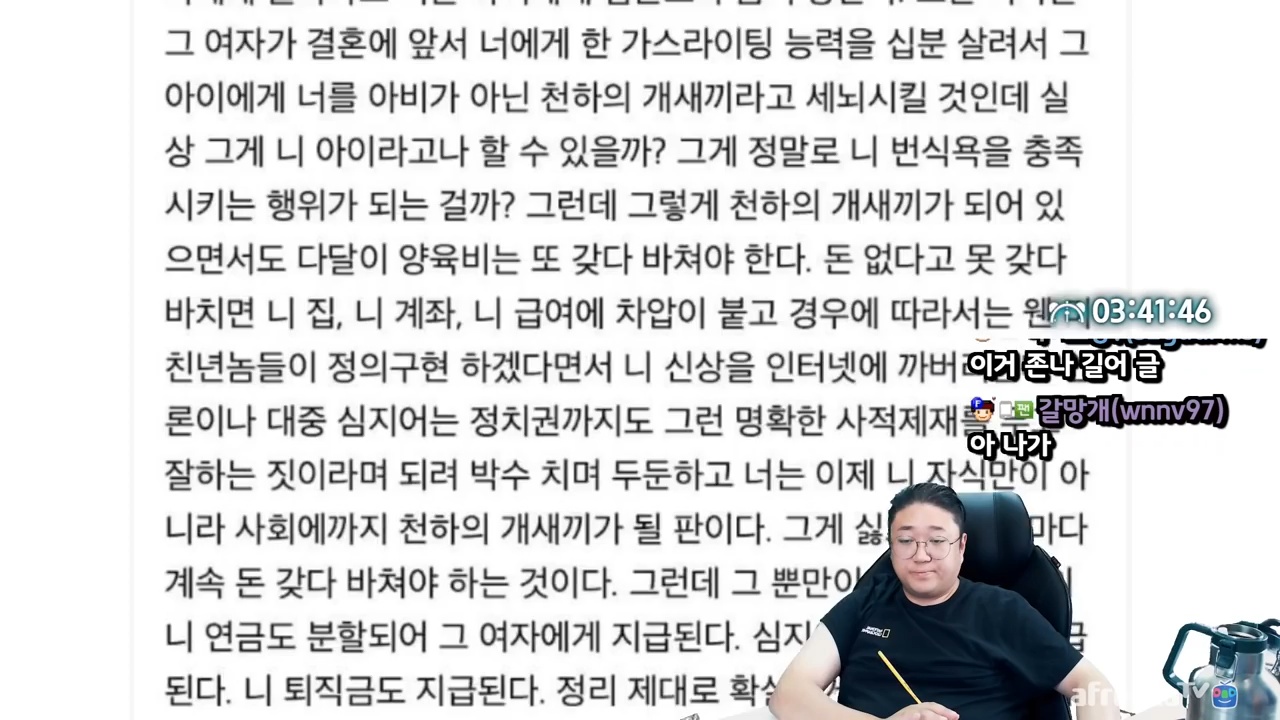 그 여자가 결혼에 앞서 너에게 한 가스라이팅 능력을 십분 살려서 그
아이에게 너를 아비가 아닌 천하의 개새끼라고 세뇌시킬 것인데 실
상 그게 니 아이라고나 할 수 있을까? 그게 정말로 니 번식욕을 충족
시키는 행위가 되는 걸까? 그런데 그렇게 천하의 개새끼가 되어 있
으면서도 다달이 양육비는 또 갖다 바쳐야 한다. 돈 없다고 못 갖다
바치면 니 집, 니 계좌, 니 급여에 차압이 붙고 경우에 따라서는 웬
03:41:46
친년놈들이 정의구현 하겠다면서 니 신상을 인터넷에
이거 존나 길어 글
론이나 대중 심지어는 정치권까지도 그런 명확한 사적제재를
F 팬 갈망개(wnnv97)
아 나가
잘하는 짓이라며 되려 박수 치며 두둔하고 너는 이제 니 자식만이 아
니라 사회에까지 천하의 개새끼가 될 판이다. 그게 마다
계속 돈 갖다 바쳐야 하는 것이다. 그런데 그
니 연금도 분할되어 그 여자에게 지급된다.
된다. 니 퇴직금도 지급된다. 정리 제대로